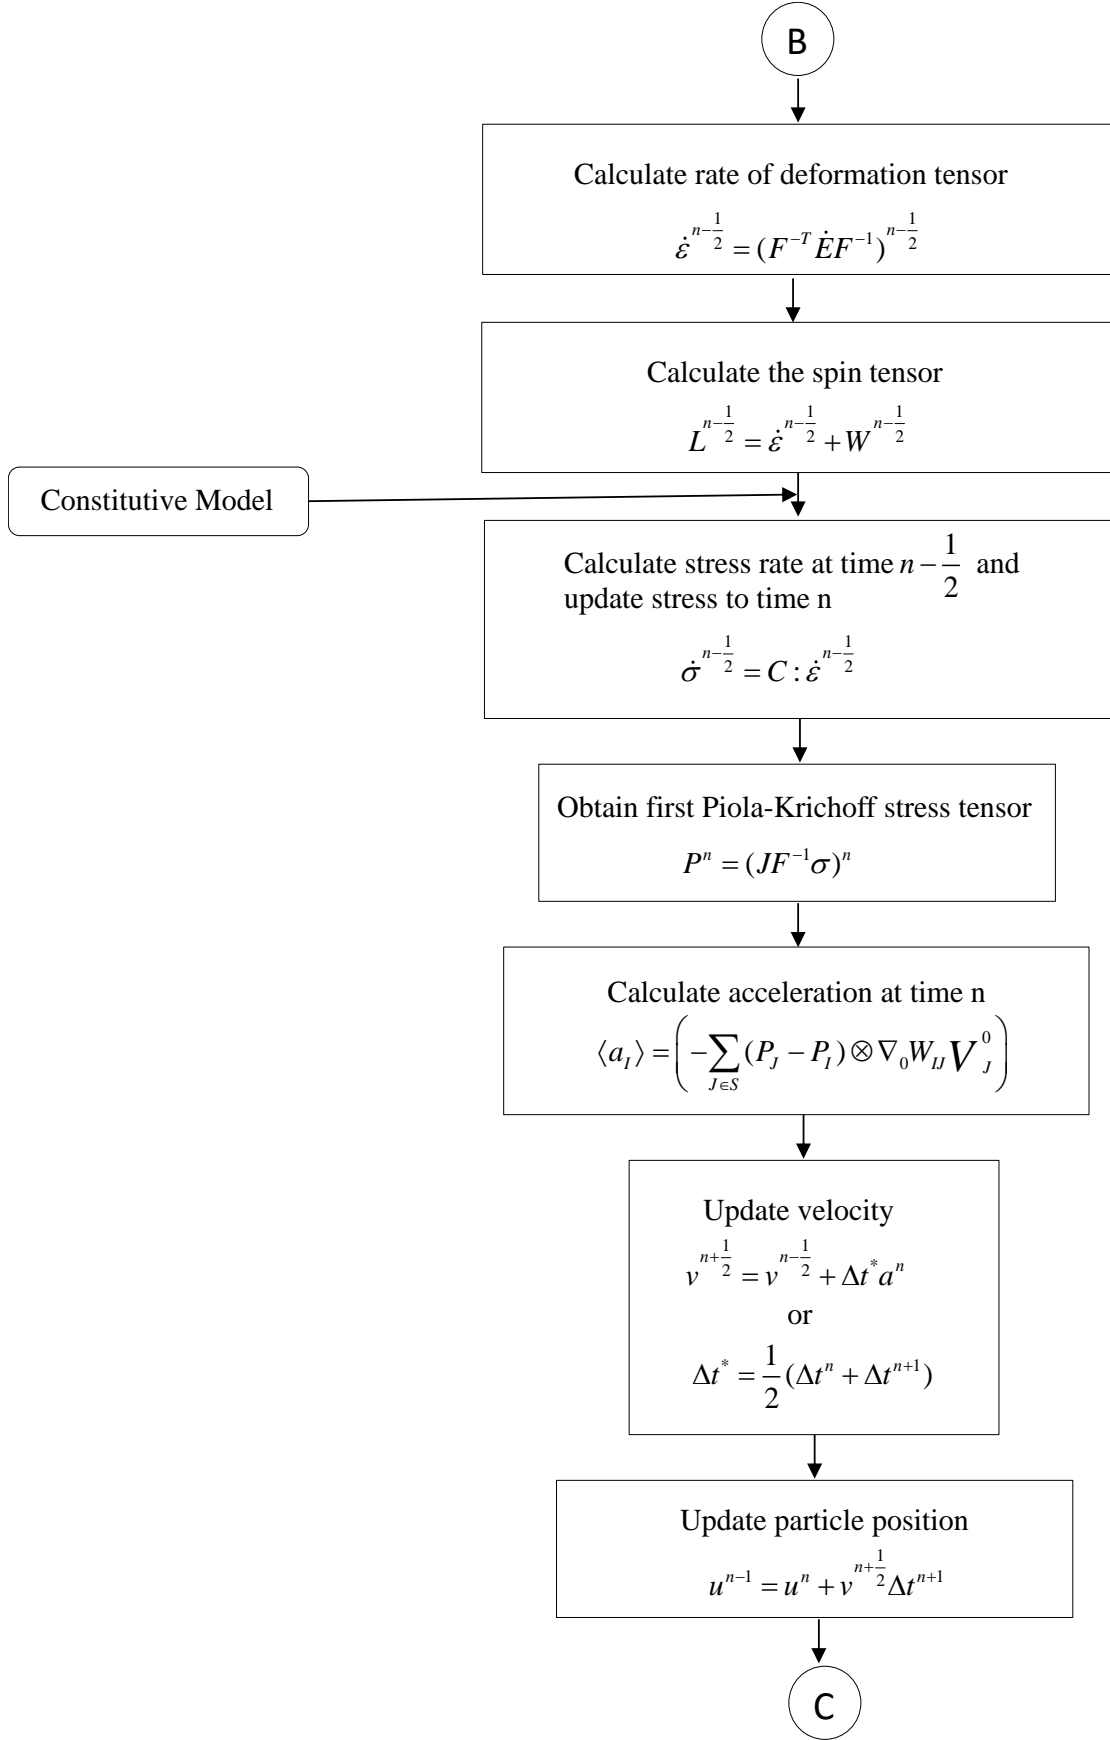 B
Calculate rate of deformation tensor
ε̇^{n−1/2} = (F^{−T} Ė F^{−1})^{n−1/2}
Calculate the spin tensor
L^{n−1/2} = ε̇^{n−1/2} + W^{n−1/2}
Constitutive Model
Calculate stress rate at time n − 1/2 and
update stress to time n
σ̇^{n−1/2} = C : ε̇^{n−1/2}
Obtain first Piola-Krichoff stress tensor
P^n = (JF^{−1}σ)^n
Calculate acceleration at time n
⟨a_I⟩ = (−∑_{J∈S} (P_J − P_I) ⊗ ∇_0 W_{IJ} V_J^0)
Update velocity
v^{n+1/2} = v^{n−1/2} + Δt^* a^n
or
Δt^* = 1/2 (Δt^n + Δt^{n+1})
Update particle position
u^{n−1} = u^n + v^{n+1/2} Δt^{n+1}
C